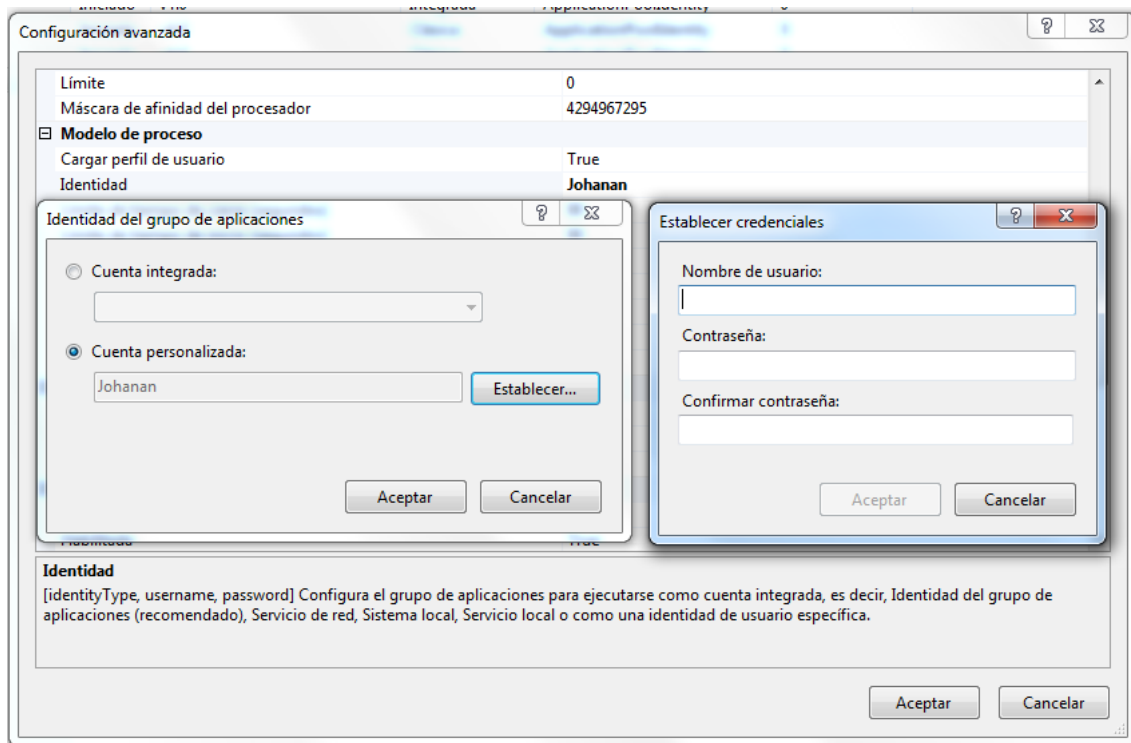 Configuración avanzada
Límite 0
Máscara de afinidad del procesador 4294967295
Modelo de proceso
Cargar perfil de usuario True
Identidad Johanan
Identidad del grupo de aplicaciones
Cuenta integrada:
Cuenta personalizada:
Johanan Establecer...
Aceptar Cancelar
Establecer credenciales
Nombre de usuario:
Contraseña:
Confirmar contraseña:
Aceptar Cancelar
Identidad
[identityType, username, password] Configura el grupo de aplicaciones para ejecutarse como cuenta integrada, es decir, Identidad del grupo de
aplicaciones (recomendado), Servicio de red, Sistema local, Servicio local o como una identidad de usuario específica.
Aceptar Cancelar